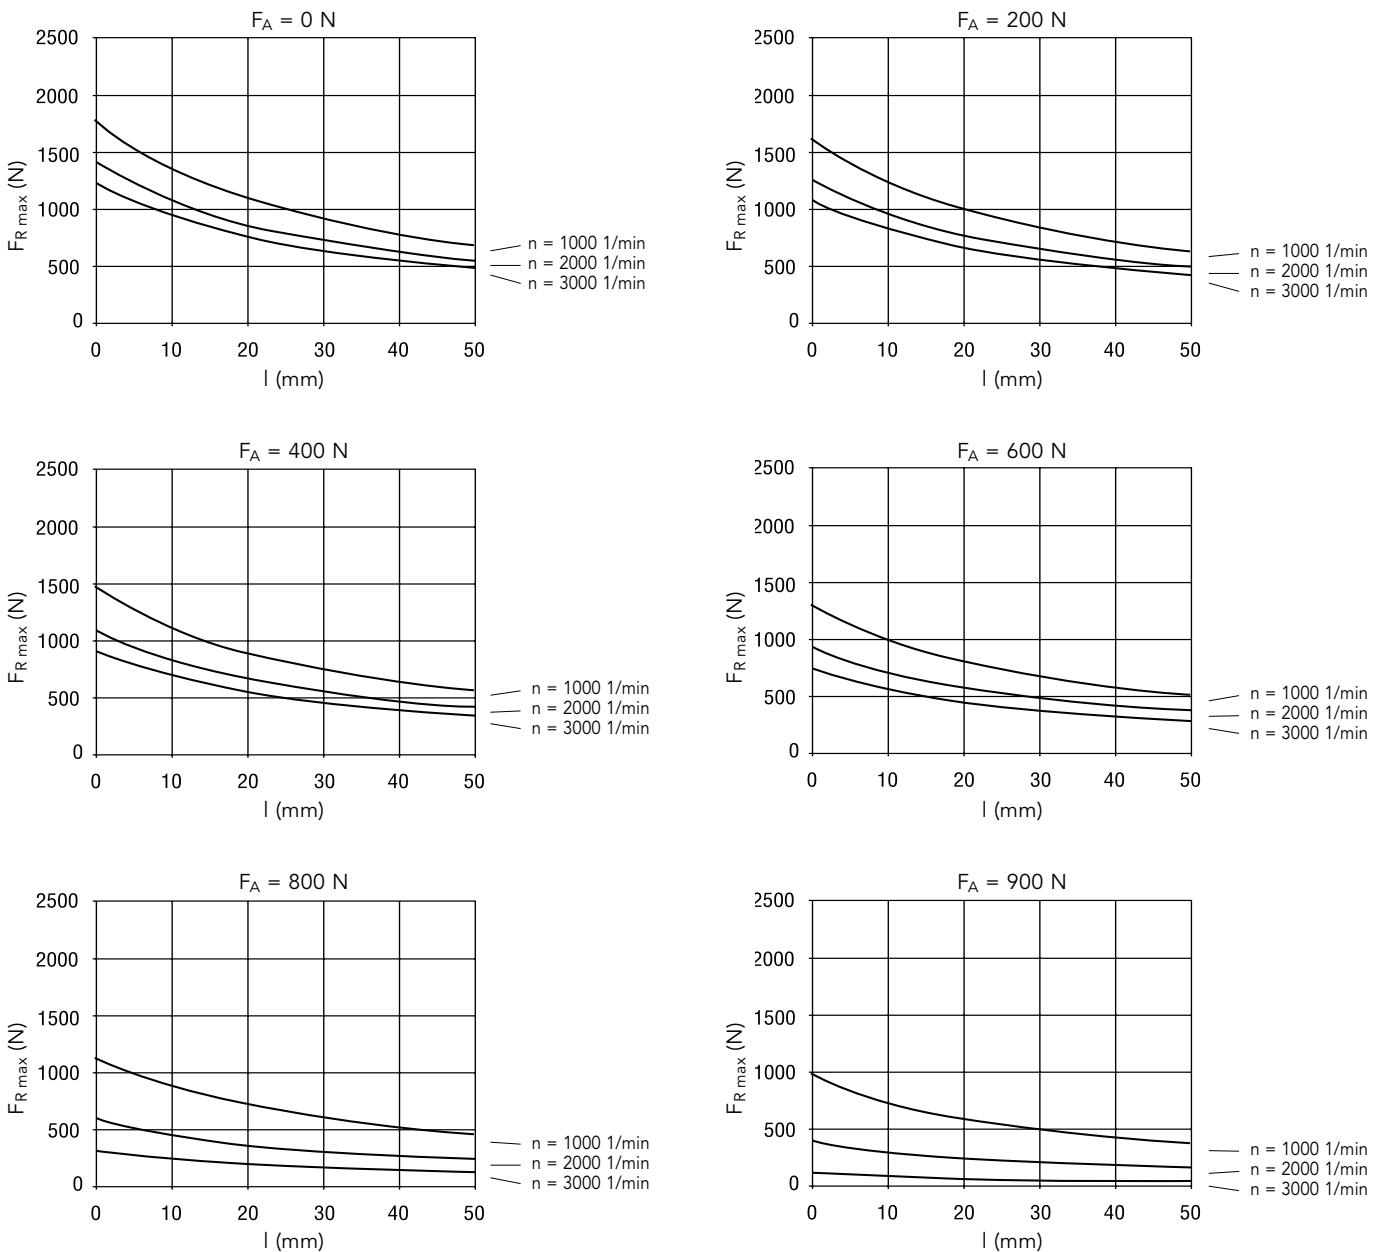 F_A = 0 N
2500
2000
1500
1000
500
0
F_R max (N)
0 10 20 30 40 50
l (mm)
n = 1000 1/min
n = 2000 1/min
n = 3000 1/min
F_A = 200 N
2500
2000
1500
1000
500
0
F_R max (N)
0 10 20 30 40 50
l (mm)
n = 1000 1/min
n = 2000 1/min
n = 3000 1/min
F_A = 400 N
2500
2000
1500
1000
500
0
F_R max (N)
0 10 20 30 40 50
l (mm)
n = 1000 1/min
n = 2000 1/min
n = 3000 1/min
F_A = 600 N
2500
2000
1500
1000
500
0
F_R max (N)
0 10 20 30 40 50
l (mm)
n = 1000 1/min
n = 2000 1/min
n = 3000 1/min
F_A = 800 N
2500
2000
1500
1000
500
0
F_R max (N)
0 10 20 30 40 50
l (mm)
n = 1000 1/min
n = 2000 1/min
n = 3000 1/min
F_A = 900 N
2500
2000
1500
1000
500
0
F_R max (N)
0 10 20 30 40 50
l (mm)
n = 1000 1/min
n = 2000 1/min
n = 3000 1/min